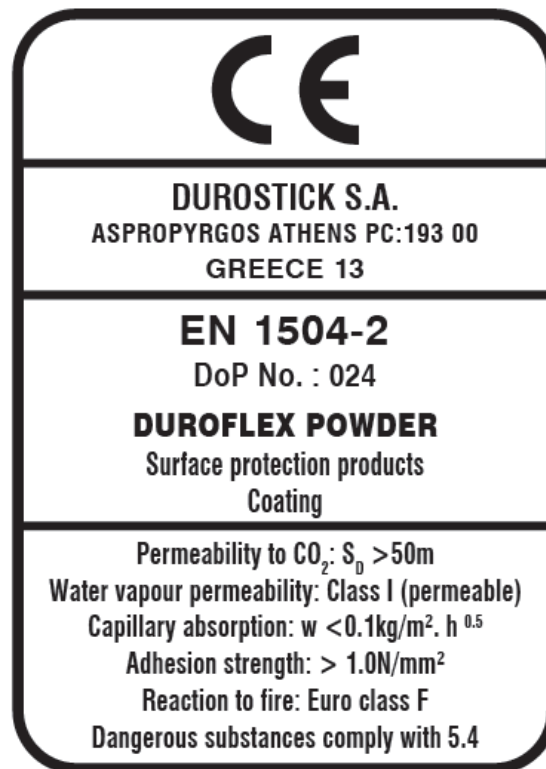 CE
DUROSTICK S.A.
ASPROPYRGOS ATHENS PC:193 00
GREECE 13
EN 1504-2
DoP No. : 024
DUROFLEX POWDER
Surface protection products
Coating
Permeability to CO₂: S_D >50m
Water vapour permeability: Class I (permeable)
Capillary absorption: w <0.1kg/m². h ⁰·⁵
Adhesion strength: > 1.0N/mm²
Reaction to fire: Euro class F
Dangerous substances comply with 5.4